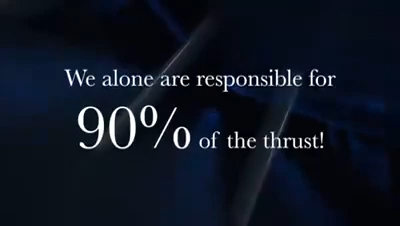 We alone are responsible for
90% of the thrust!